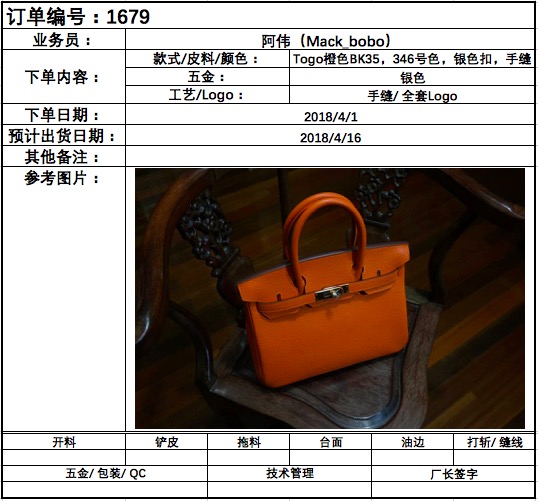 订单编号：1679
业务员：
阿伟（Mack_bobo）
下单内容：
款式/皮料/颜色：
Togo橙色BK35，346号色，银色扣，手缝
五金：
银色
工艺/Logo：
手缝/ 全套Logo
下单日期：
2018/4/1
预计出货日期：
2018/4/16
其他备注：
参考图片：
开料
铲皮
拖料
台面
油边
打斩/ 缝线
五金/ 包装/ QC
技术管理
厂长签字